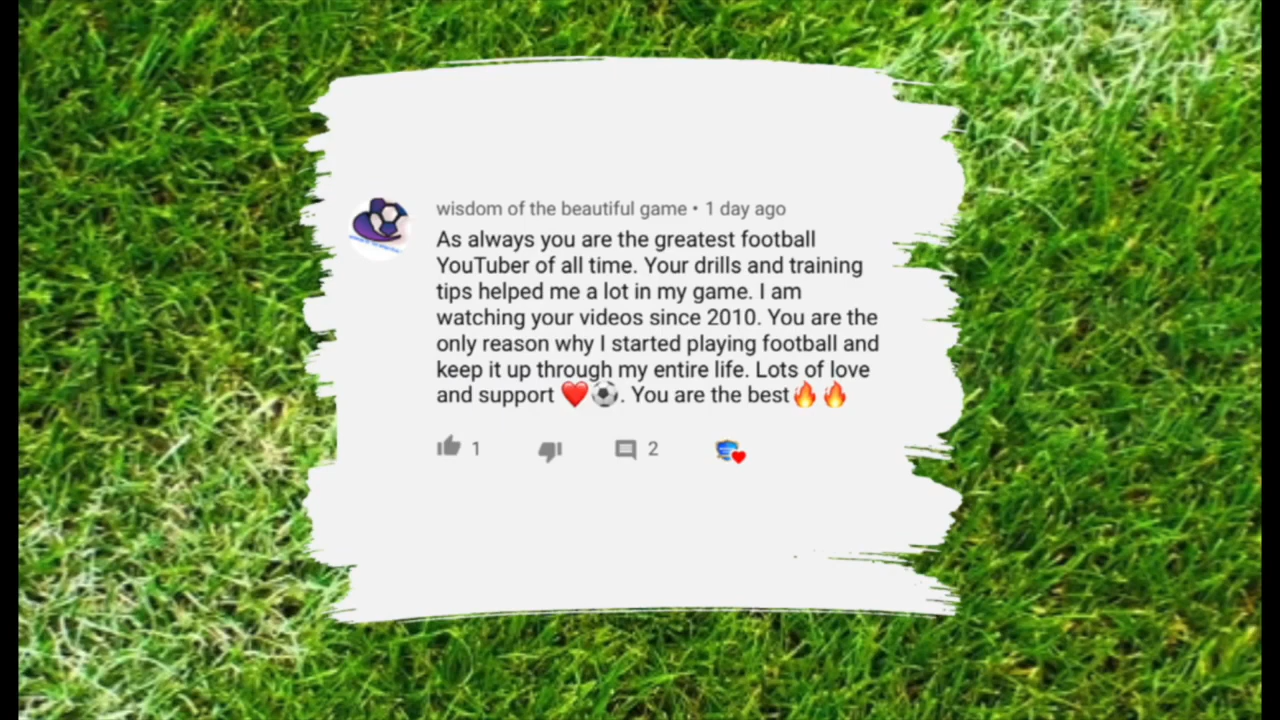 wisdom of the beautiful game • 1 day ago
As always you are the greatest football
YouTuber of all time. Your drills and training
tips helped me a lot in my game. I am
watching your videos since 2010. You are the
only reason why I started playing football and
keep it up through my entire life. Lots of love
and support ❤️⚽. You are the best🔥🔥
1
2